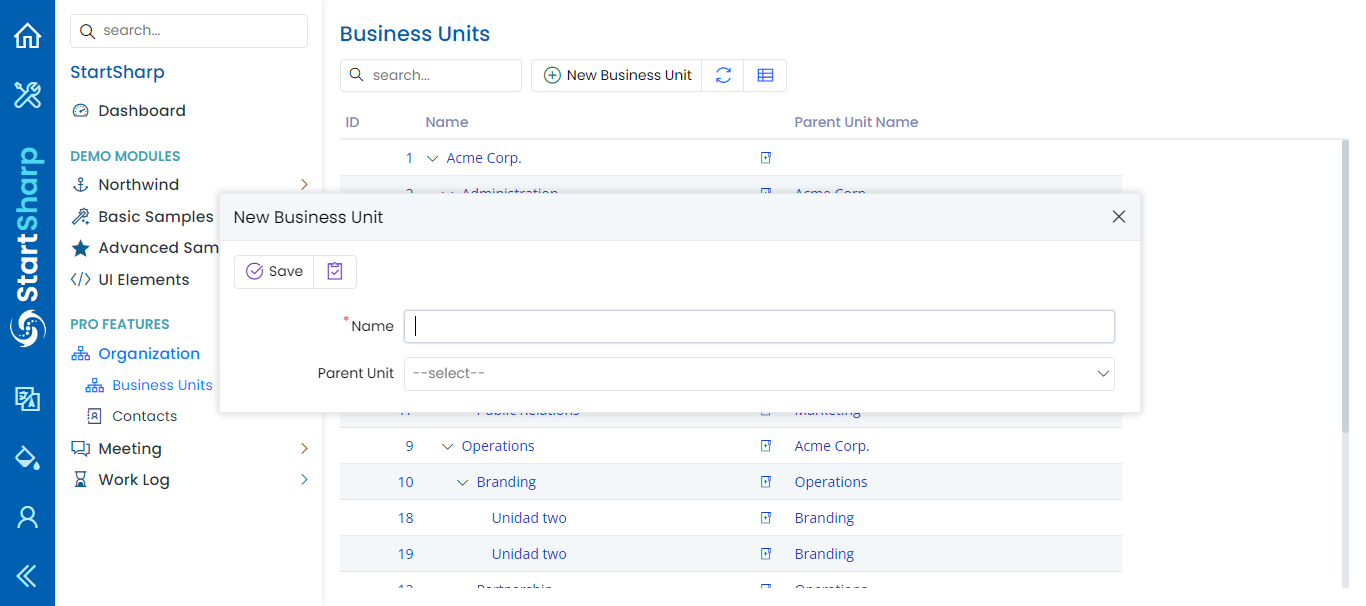 search...
StartSharp
Dashboard
DEMO MODULES
Northwind
Basic Samples
Advanced Sam
UI Elements
PRO FEATURES
Organization
Business Units
Contacts
Meeting
Work Log
StartSharp
Business Units
search...
New Business Unit
ID Name Parent Unit Name
1 Acme Corp.
2 Administration Acme Corp.
New Business Unit
Save
*Name
Parent Unit --select--
17 Public Relations Marketing
9 Operations Acme Corp.
10 Branding Operations
18 Unidad two Branding
19 Unidad two Branding
Partnership Operations